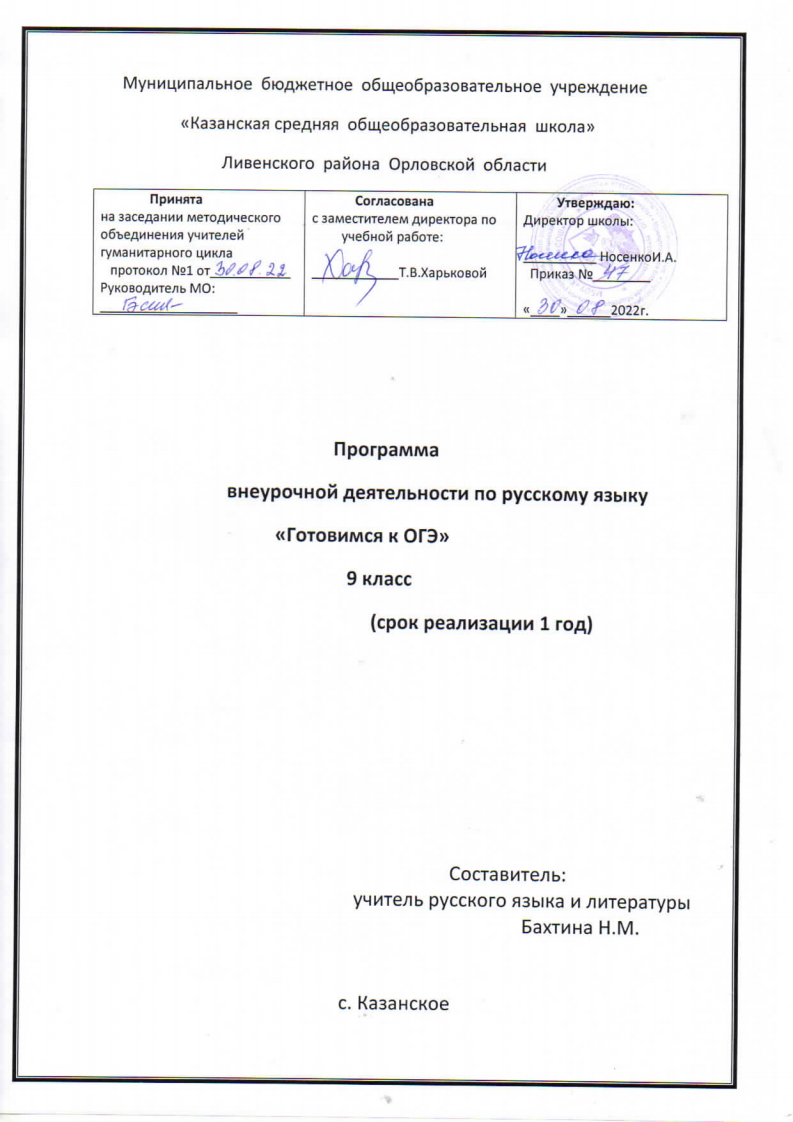 Муниципальное бюджетное общеобразовательное учреждение
«Казанская средняя общеобразовательная школа»
Ливенского района Орловской области
Принята
на заседании методического
объединения учителей
гуманитарного цикла
протокол №1 от 30.08.22
Руководитель МО:
Согласована
с заместителем директора по
учебной работе:
Т.В.Харьковой
Утверждаю:
Директор школы:
НосенкоИ.А.
Приказ № 47
«30» 08 2022г.
Программа
внеурочной деятельности по русскому языку
«Готовимся к ОГЭ»
9 класс
(срок реализации 1 год)
Составитель:
учитель русского языка и литературы
Бахтина Н.М.
с. Казанское